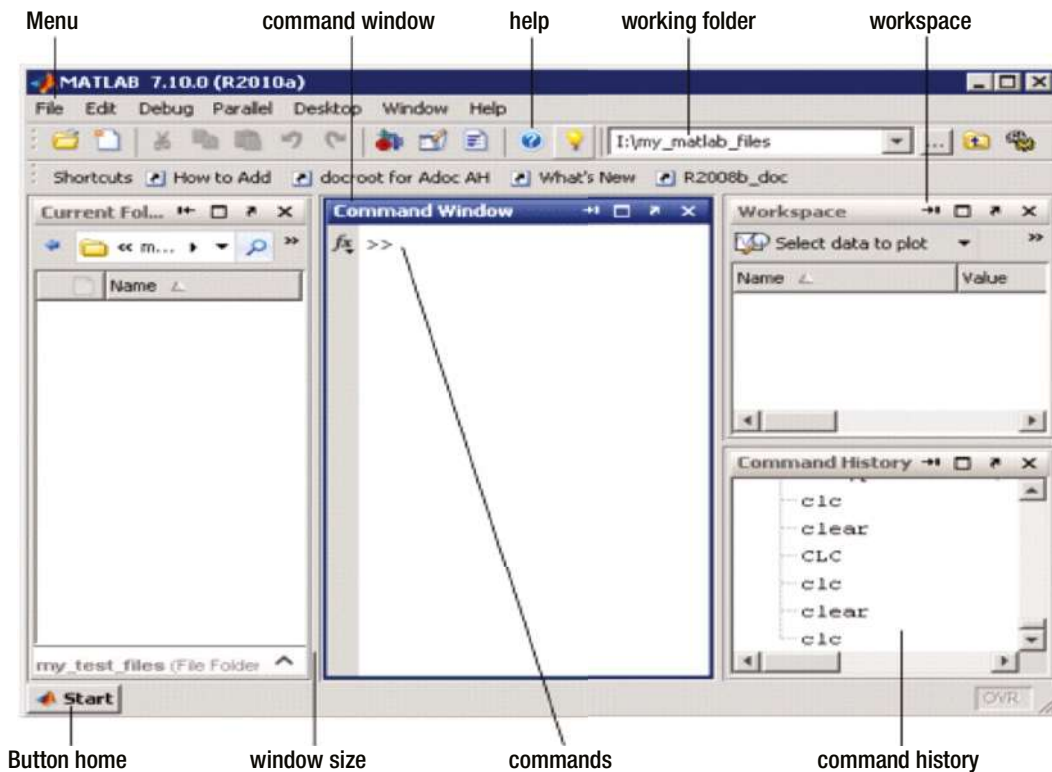 Menu command window help working folder workspace
MATLAB 7.10.0 (R2010a)
File Edit Debug Parallel Desktop Window Help
I:\my_matlab_files ...
Shortcuts How to Add docroot for Adoc AH What's New R2008b_doc
Current Fol...
« m...
»
Name
my_test_files (File Folder
Command Window
fx >>
Workspace
Select data to plot
»
Name Value
Command History
clc
clear
CLC
clc
clear
clc
Start
OVR
Button home window size commands command history